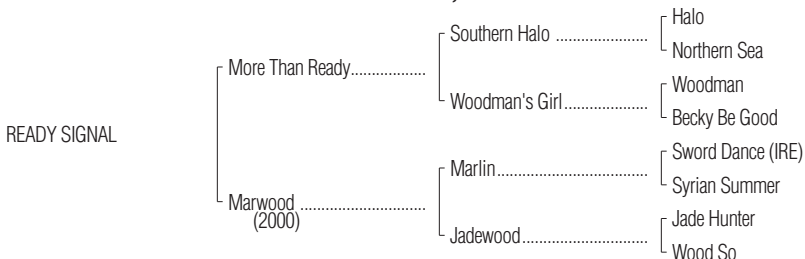 Halo
Southern Halo ......................
Northern Sea
More Than Ready..................
Woodman
Woodman's Girl....................
Becky Be Good
READY SIGNAL
Sword Dance (IRE)
Marlin....................................
Syrian Summer
Marwood .............................
(2000)
Jade Hunter
Jadewood..............................
Wood So